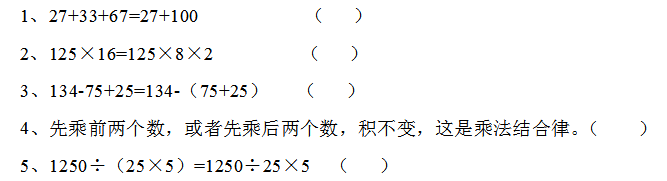 1、27+33+67=27+100 （ ）
2、125×16=125×8×2 （ ）
3、134-75+25=134-（75+25） （ ）
4、先乘前两个数，或者先乘后两个数，积不变，这是乘法结合律。（ ）
5、1250÷（25×5）=1250÷25×5 （ ）